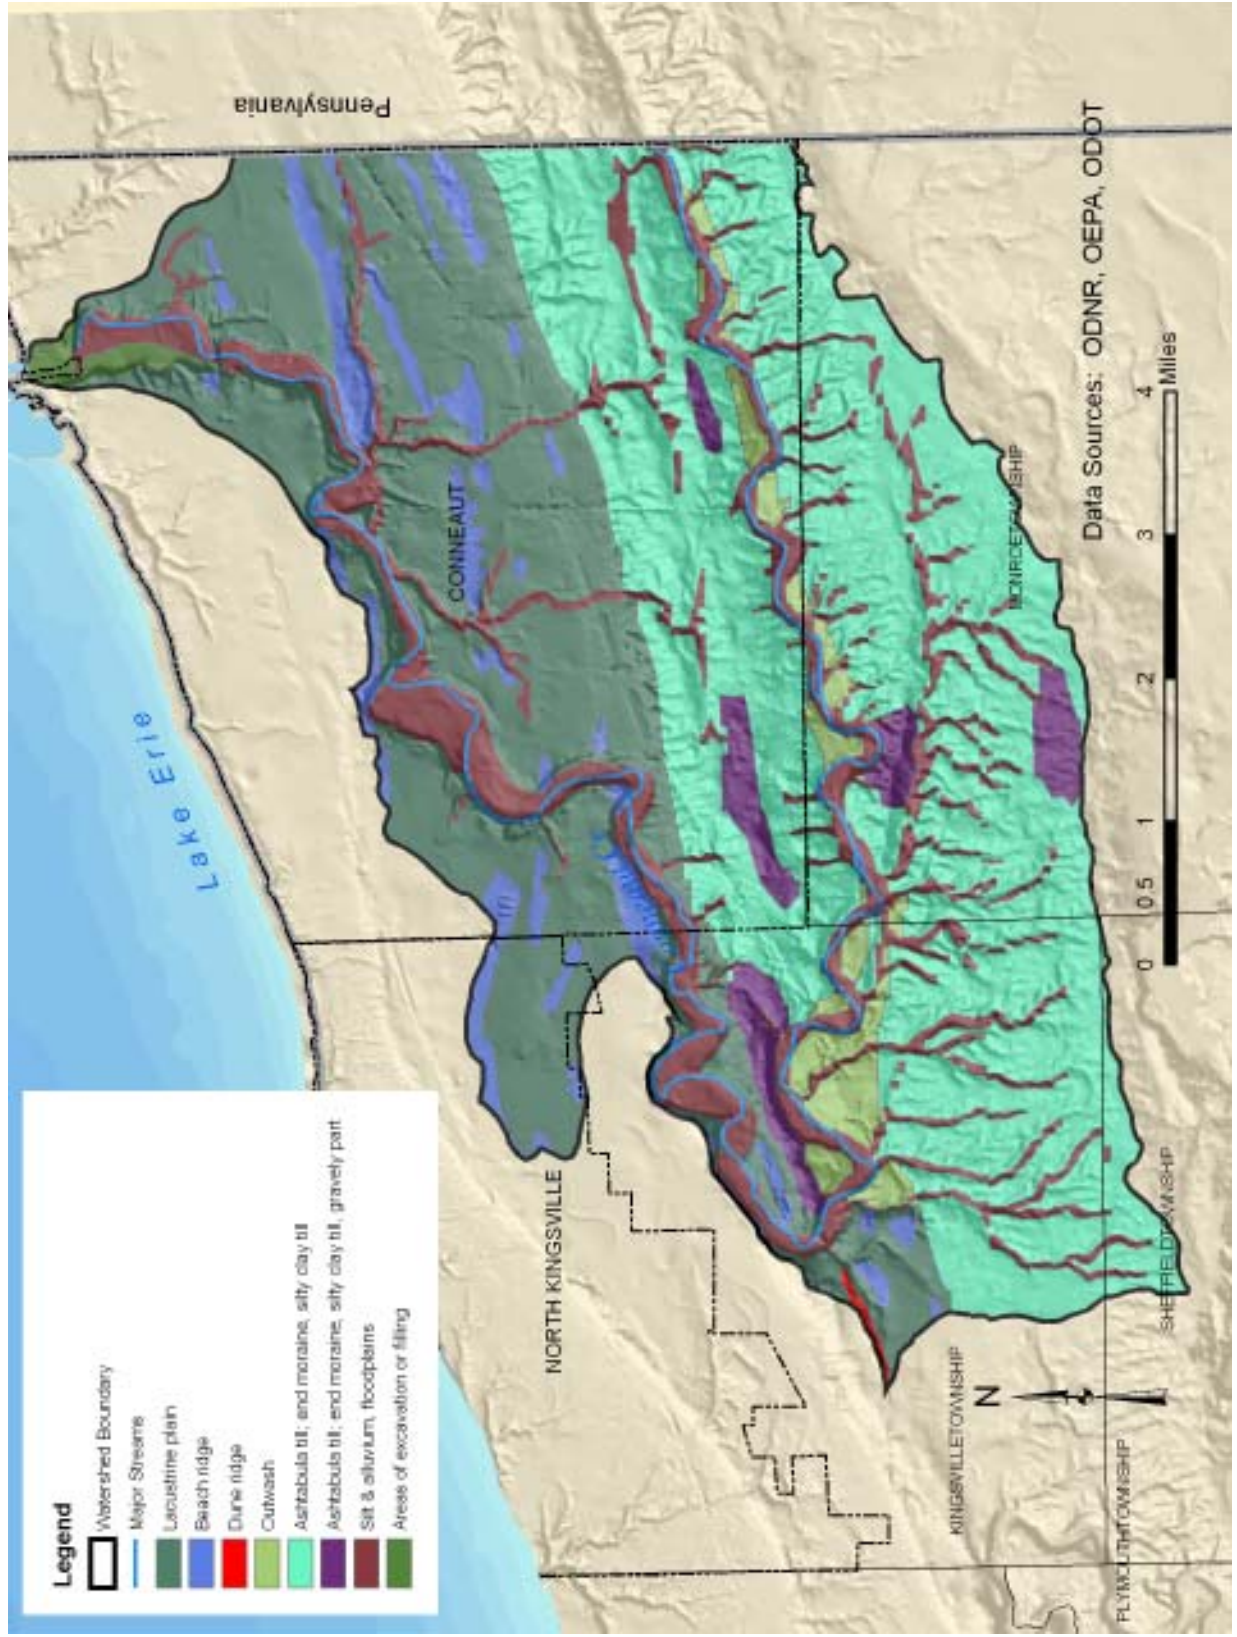 Legend
Watershed Boundary
Major Streams
Lacustrine plain
Beach ridge
Dune ridge
Outwash
Ashtabula till; end moraine, silty clay till
Ashtabula till; end moraine, silty clay till, gravely part
Silt & alluvium, floodplains
Areas of excavation or filling
Lake Erie
Pennsylvania
CONNEAUT
NORTH KINGSVILLE
MONROETOWNSHIP
KINGSVILLETOWNSHIP
SHEFFIELDTOWNSHIP
PLYMOUTHTOWNSHIP
N
Data Sources: ODNR, OEPA, ODOT
0 0.5 1 2 3 4
Miles